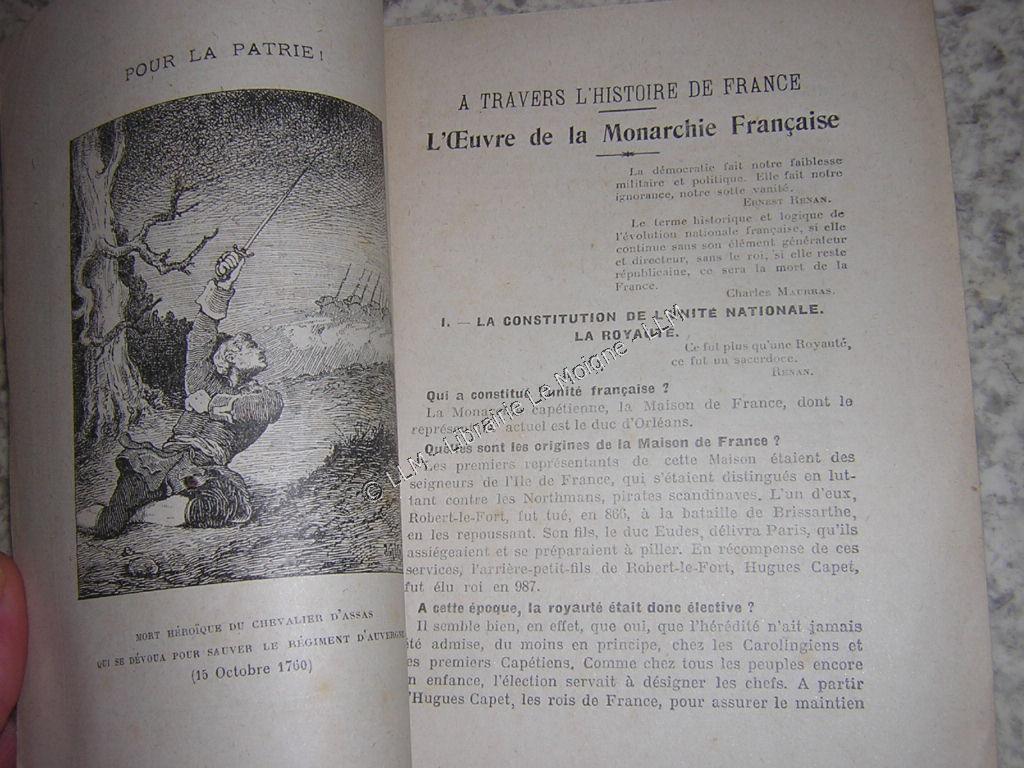 POUR LA PATRIE !
MORT HÉROÏQUE DU CHEVALIER D'ASSAS
QUI SE DÉVOUA POUR SAUVER LE RÉGIMENT D'AUVERGNE
(15 Octobre 1760)
A TRAVERS L'HISTOIRE DE FRANCE
L'Œuvre de la Monarchie Française
La démocratie fait notre faiblesse
militaire et politique. Elle fait notre
ignorance, notre sotte vanité.
ERNEST RENAN.
Le terme historique et logique de
l'évolution nationale française, si elle
continue sans son élément générateur
et directeur, sans le roi, si elle reste
républicaine, ce sera la mort de la
France.
Charles MAURRAS.
I. — LA CONSTITUTION DE L'UNITÉ NATIONALE.
LA ROYAUTÉ.
Ce fut plus qu'une Royauté,
ce fut un sacerdoce.
RENAN.
Qui a constitué l'unité française ?
La Monarchie capétienne, la Maison de France, dont le
représentant actuel est le duc d'Orléans.
Quelles sont les origines de la Maison de France ?
Les premiers représentants de cette Maison étaient des
seigneurs de l'Ile de France, qui s'étaient distingués en lut-
tant contre les Northmans, pirates scandinaves. L'un d'eux,
Robert-le-Fort, fut tué, en 866, à la bataille de Brissarthe,
en les repoussant. Son fils, le duc Eudes, délivra Paris, qu'ils
assiégeaient et se préparaient à piller. En récompense de ces
services, l'arrière-petit-fils de Robert-le-Fort, Hugues Capet,
fut élu roi en 987.
A cette époque, la royauté était donc élective ?
Il semble bien, en effet, que oui, que l'hérédité n'ait jamais
été admise, du moins en principe, chez les Carolingiens et
es premiers Capétiens. Comme chez tous les peuples encore
n enfance, l'élection servait à désigner les chefs. A partir
'Hugues Capet, les rois de France, pour assurer le maintien
© LLM - Librairie Le Moigne - LLM